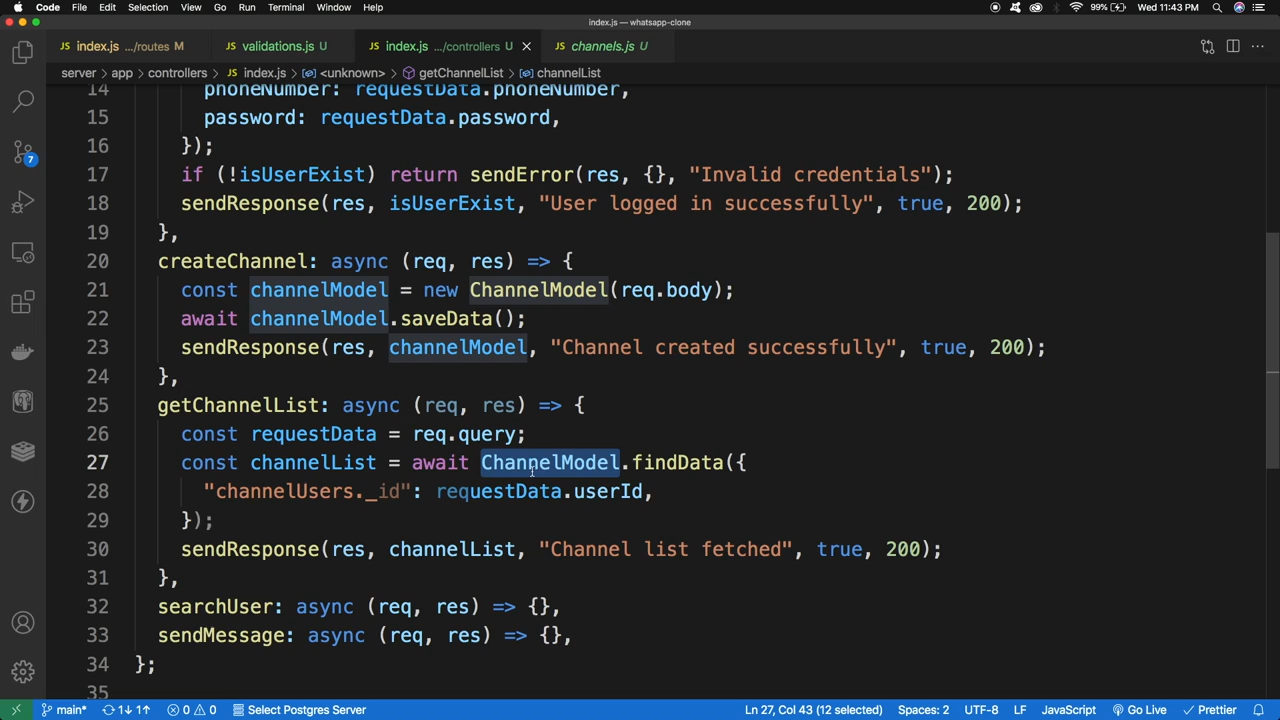 Code File Edit Selection View Go Run Terminal Window Help 99% Wed 11:43 PM
index.js — whatsapp-clone
JS index.js .../routes M JS validations.js U JS index.js .../controllers U JS channels.js U
server > app > controllers > JS index.js > <unknown> > getChannelList > channelList
14 phoneNumber: requestData.phoneNumber,
15 password: requestData.password,
16 });
17 if (!isUserExist) return sendError(res, {}, "Invalid credentials");
18 sendResponse(res, isUserExist, "User logged in successfully", true, 200);
19 },
20 createChannel: async (req, res) => {
21 const channelModel = new ChannelModel(req.body);
22 await channelModel.saveData();
23 sendResponse(res, channelModel, "Channel created successfully", true, 200);
24 },
25 getChannelList: async (req, res) => {
26 const requestData = req.query;
27 const channelList = await ChannelModel.findData({
28 "channelUsers._id": requestData.userId,
29 });
30 sendResponse(res, channelList, "Channel list fetched", true, 200);
31 },
32 searchUser: async (req, res) => {},
33 sendMessage: async (req, res) => {},
34 };
35
7
main* 1↓ 1↑ 0 0 Select Postgres Server Ln 27, Col 43 (12 selected) Spaces: 2 UTF-8 LF JavaScript Go Live Prettier